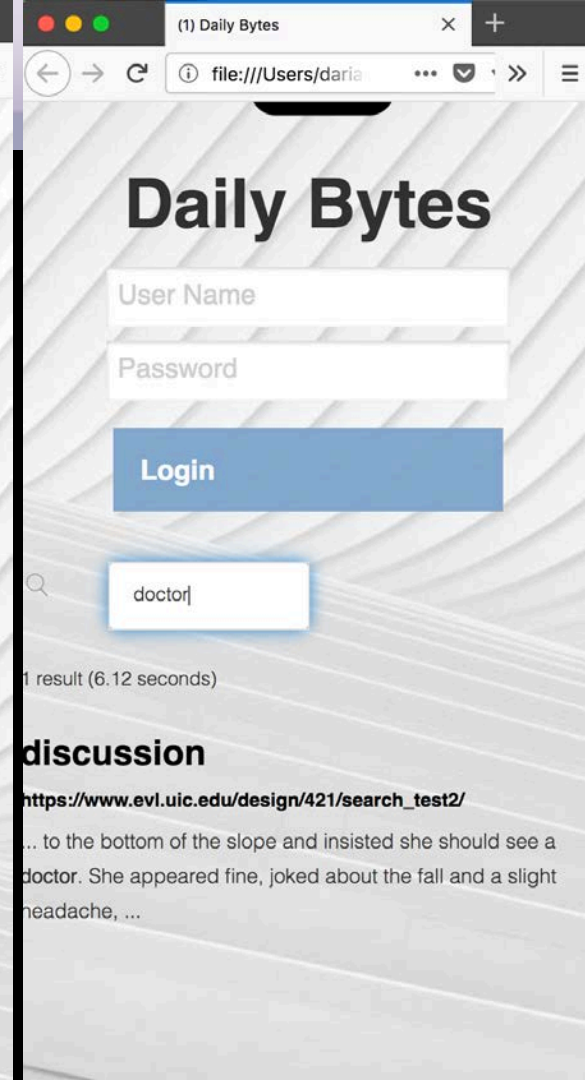 (1) Daily Bytes
file:///Users/daria
Daily Bytes
User Name
Password
Login
doctor
1 result (6.12 seconds)
discussion
https://www.evl.uic.edu/design/421/search_test2/
... to the bottom of the slope and insisted she should see a
doctor. She appeared fine, joked about the fall and a slight
headache, ...